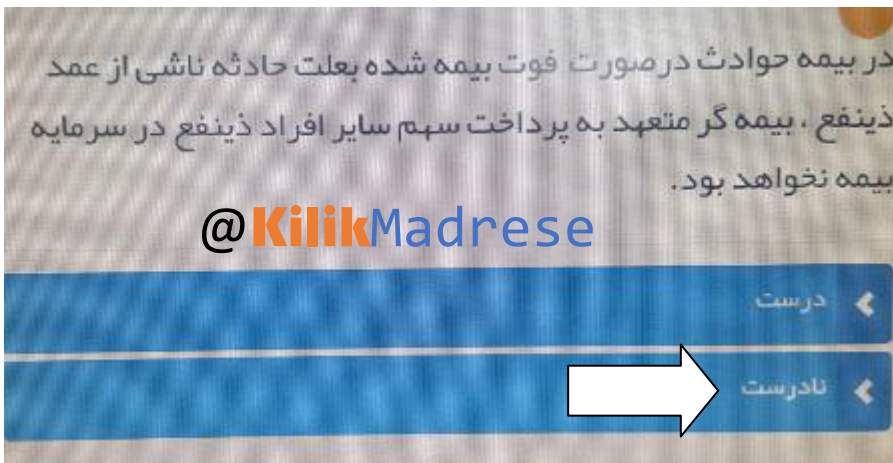 در بیمه حوادث درصورت فوت بیمه شده بعلت حادثه ناشی از عمد
ذینفع ، بیمه گر متعهد به پرداخت سهم سایر افراد ذینفع در سرمایه
بیمه نخواهد بود.
@KilikMadrese
درست
نادرست